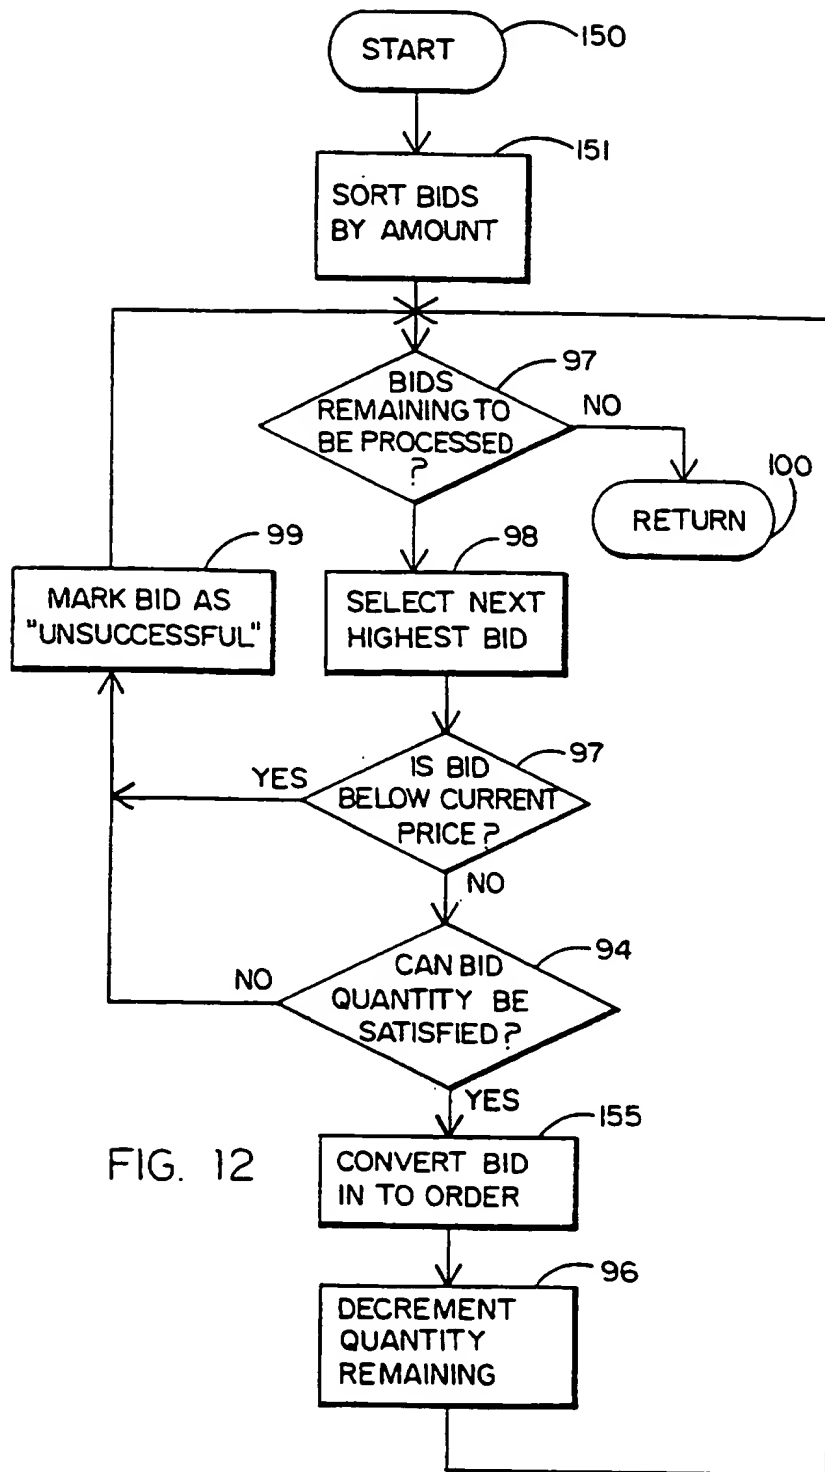 START
150
151
SORT BIDS
BY AMOUNT
97
BIDS
REMAINING TO
BE PROCESSED
?
NO
100
RETURN
99
MARK BID AS
"UNSUCCESSFUL"
98
SELECT NEXT
HIGHEST BID
97
IS BID
BELOW CURRENT
PRICE?
YES
NO
94
CAN BID
QUANTITY BE
SATISFIED?
NO
YES
155
CONVERT BID
IN TO ORDER
FIG. 12
96
DECREMENT
QUANTITY
REMAINING